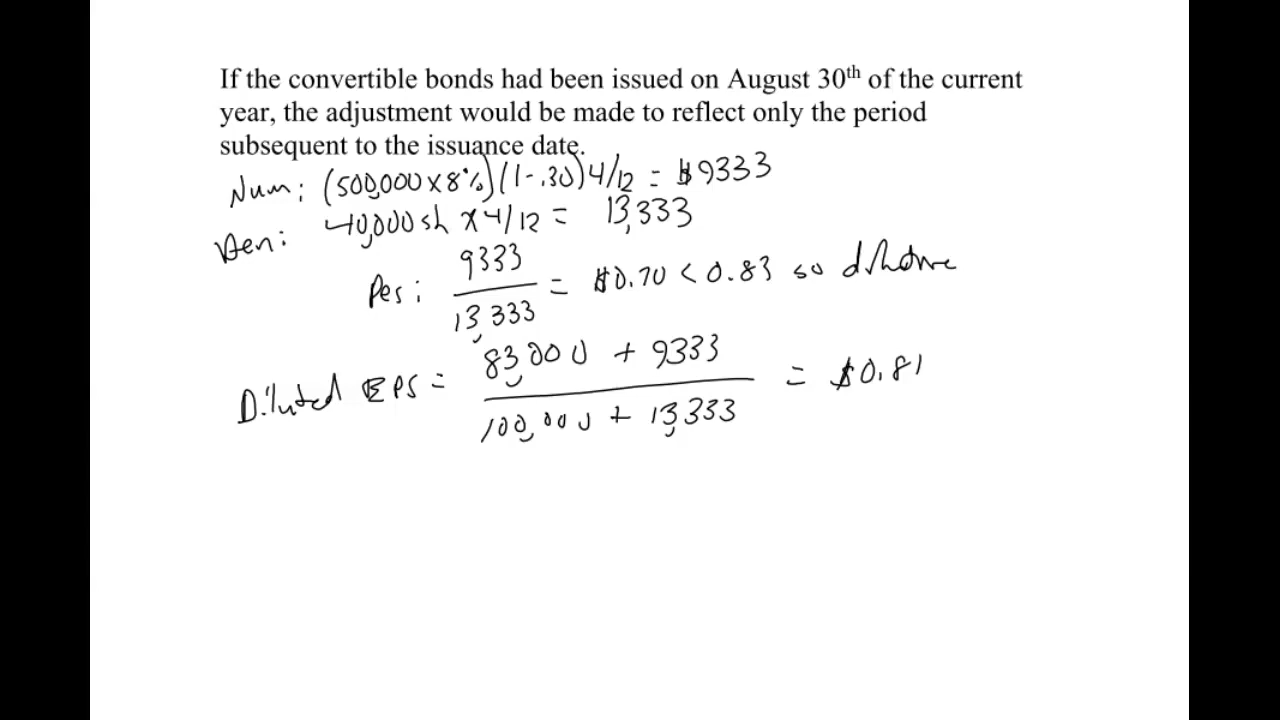 If the convertible bonds had been issued on August 30th of the current
year, the adjustment would be made to reflect only the period
subsequent to the issuance date.
Num: (500,000 x 8%)(1-.30)4/12 = $9333
Den: 40,000 sh x 4/12 = 13,333
Pes: 9333 / 13,333 = $0.70 < 0.83 so dilutive
Diluted EPS = 83,000 + 9333 / 100,000 + 13,333 = $0.81